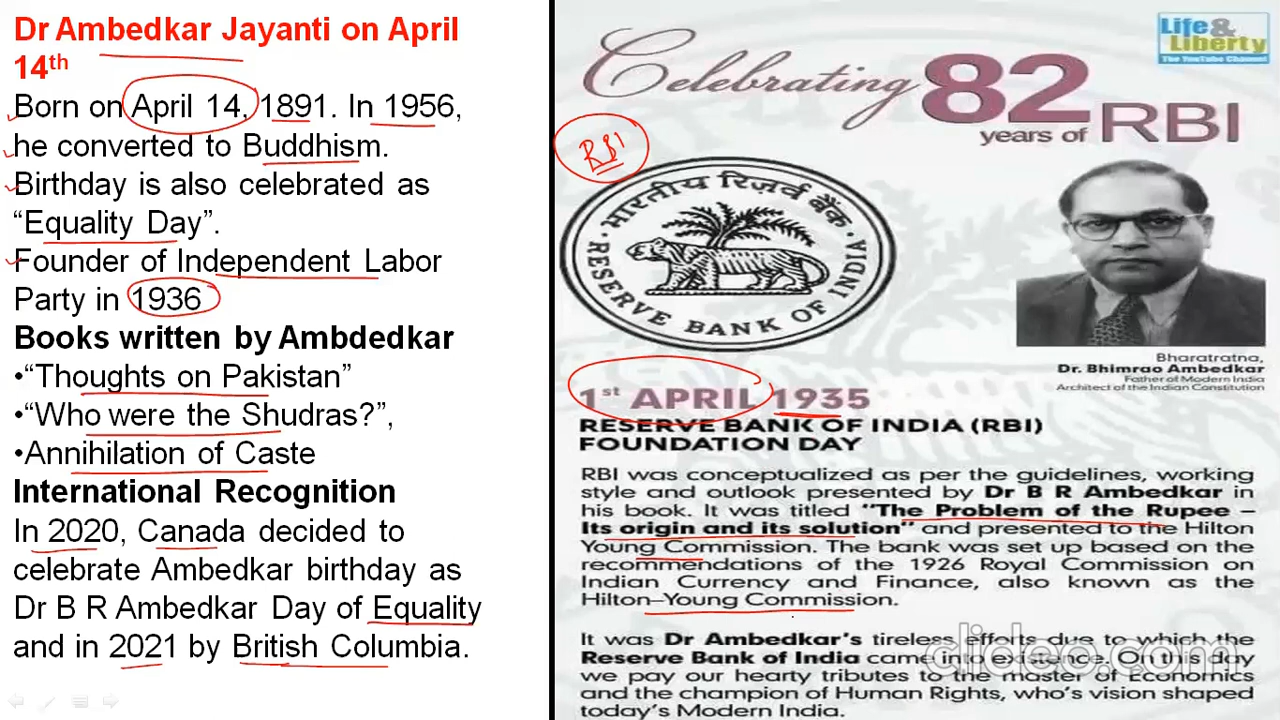 Dr Ambedkar Jayanti on April
14th
Born on April 14, 1891. In 1956,
he converted to Buddhism.
Birthday is also celebrated as
“Equality Day”.
Founder of Independent Labor
Party in 1936
Books written by Ambdedkar
•“Thoughts on Pakistan”
•“Who were the Shudras?”,
•Annihilation of Caste
International Recognition
In 2020, Canada decided to
celebrate Ambedkar birthday as
Dr B R Ambedkar Day of Equality
and in 2021 by British Columbia.
Life&
Liberty
The YouTube Channel
Celebrating 82
years of RBI
RBI
भारतीय रिज़र्व बैंक
RESERVE BANK OF INDIA
Bharatratna,
Dr. Bhimrao Ambedkar
Father of Modern India
Architect of the Indian Constitution
1st APRIL 1935
RESERVE BANK OF INDIA (RBI)
FOUNDATION DAY
RBI was conceptualized as per the guidelines, working
style and outlook presented by Dr B R Ambedkar in
his book. It was titled "The Problem of the Rupee –
Its origin and its solution" and presented to the Hilton
Young Commission. The bank was set up based on the
recommendations of the 1926 Royal Commission on
Indian Currency and Finance, also known as the
Hilton–Young Commission.
It was Dr Ambedkar's tireless efforts due to which the
Reserve Bank of India came into existence. On this day
we pay our hearty tributes to the master of Economics
and the champion of Human Rights, who's vision shaped
today's Modern India.
clideo.com